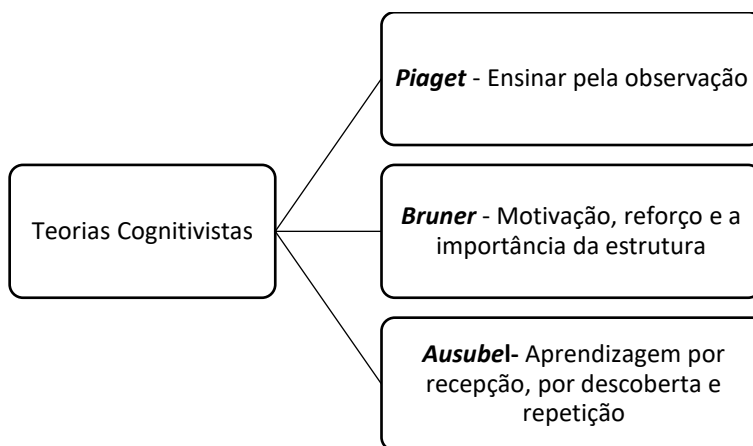 Piaget - Ensinar pela observação
Teorias Cognitivistas
Bruner - Motivação, reforço e a
importância da estrutura
Ausubel- Aprendizagem por
recepção, por descoberta e
repetição